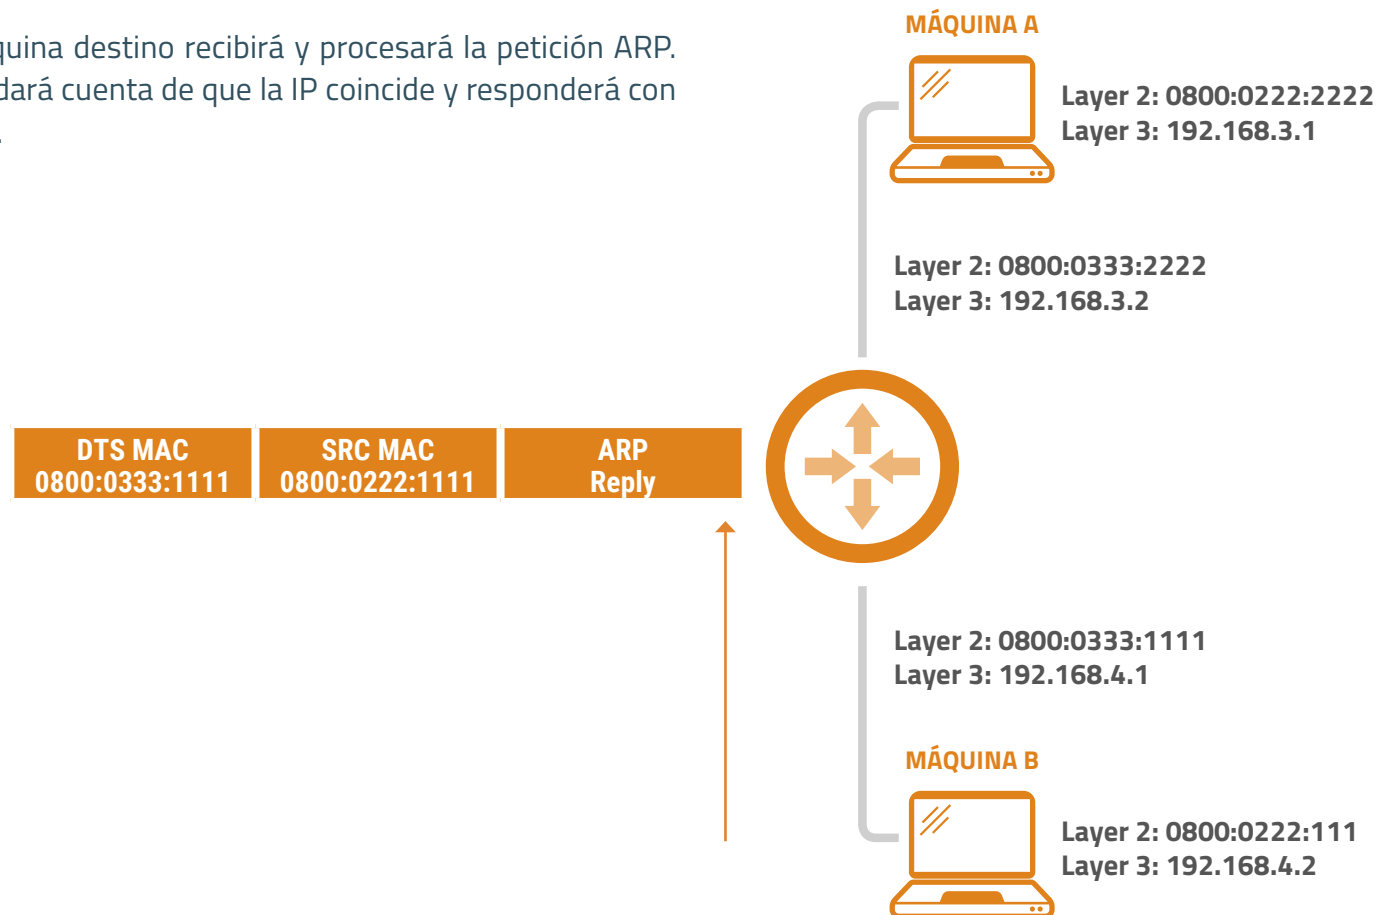 quina destino recibirá y procesará la petición ARP.
dará cuenta de que la IP coincide y responderá con
.
MÁQUINA A
Layer 2: 0800:0222:2222
Layer 3: 192.168.3.1
Layer 2: 0800:0333:2222
Layer 3: 192.168.3.2
DTS MAC
0800:0333:1111
SRC MAC
0800:0222:1111
ARP
Reply
Layer 2: 0800:0333:1111
Layer 3: 192.168.4.1
MÁQUINA B
Layer 2: 0800:0222:111
Layer 3: 192.168.4.2